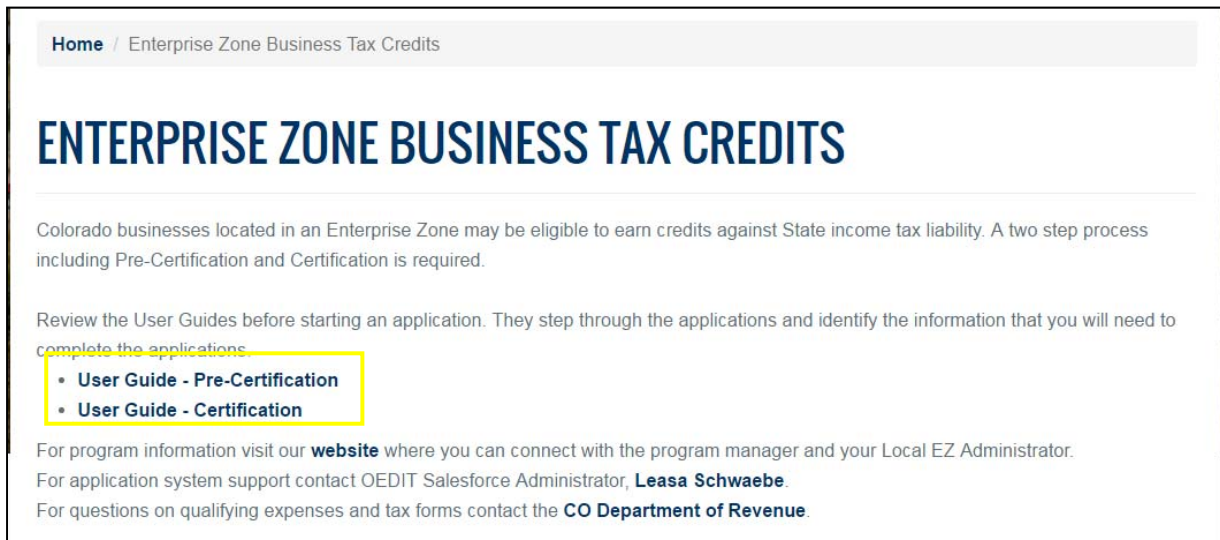 Home / Enterprise Zone Business Tax Credits
ENTERPRISE ZONE BUSINESS TAX CREDITS
Colorado businesses located in an Enterprise Zone may be eligible to earn credits against State income tax liability. A two step process
including Pre-Certification and Certification is required.
Review the User Guides before starting an application. They step through the applications and identify the information that you will need to
complete the applications.
• User Guide - Pre-Certification
• User Guide - Certification
For program information visit our website where you can connect with the program manager and your Local EZ Administrator.
For application system support contact OEDIT Salesforce Administrator, Leasa Schwaebe.
For questions on qualifying expenses and tax forms contact the CO Department of Revenue.